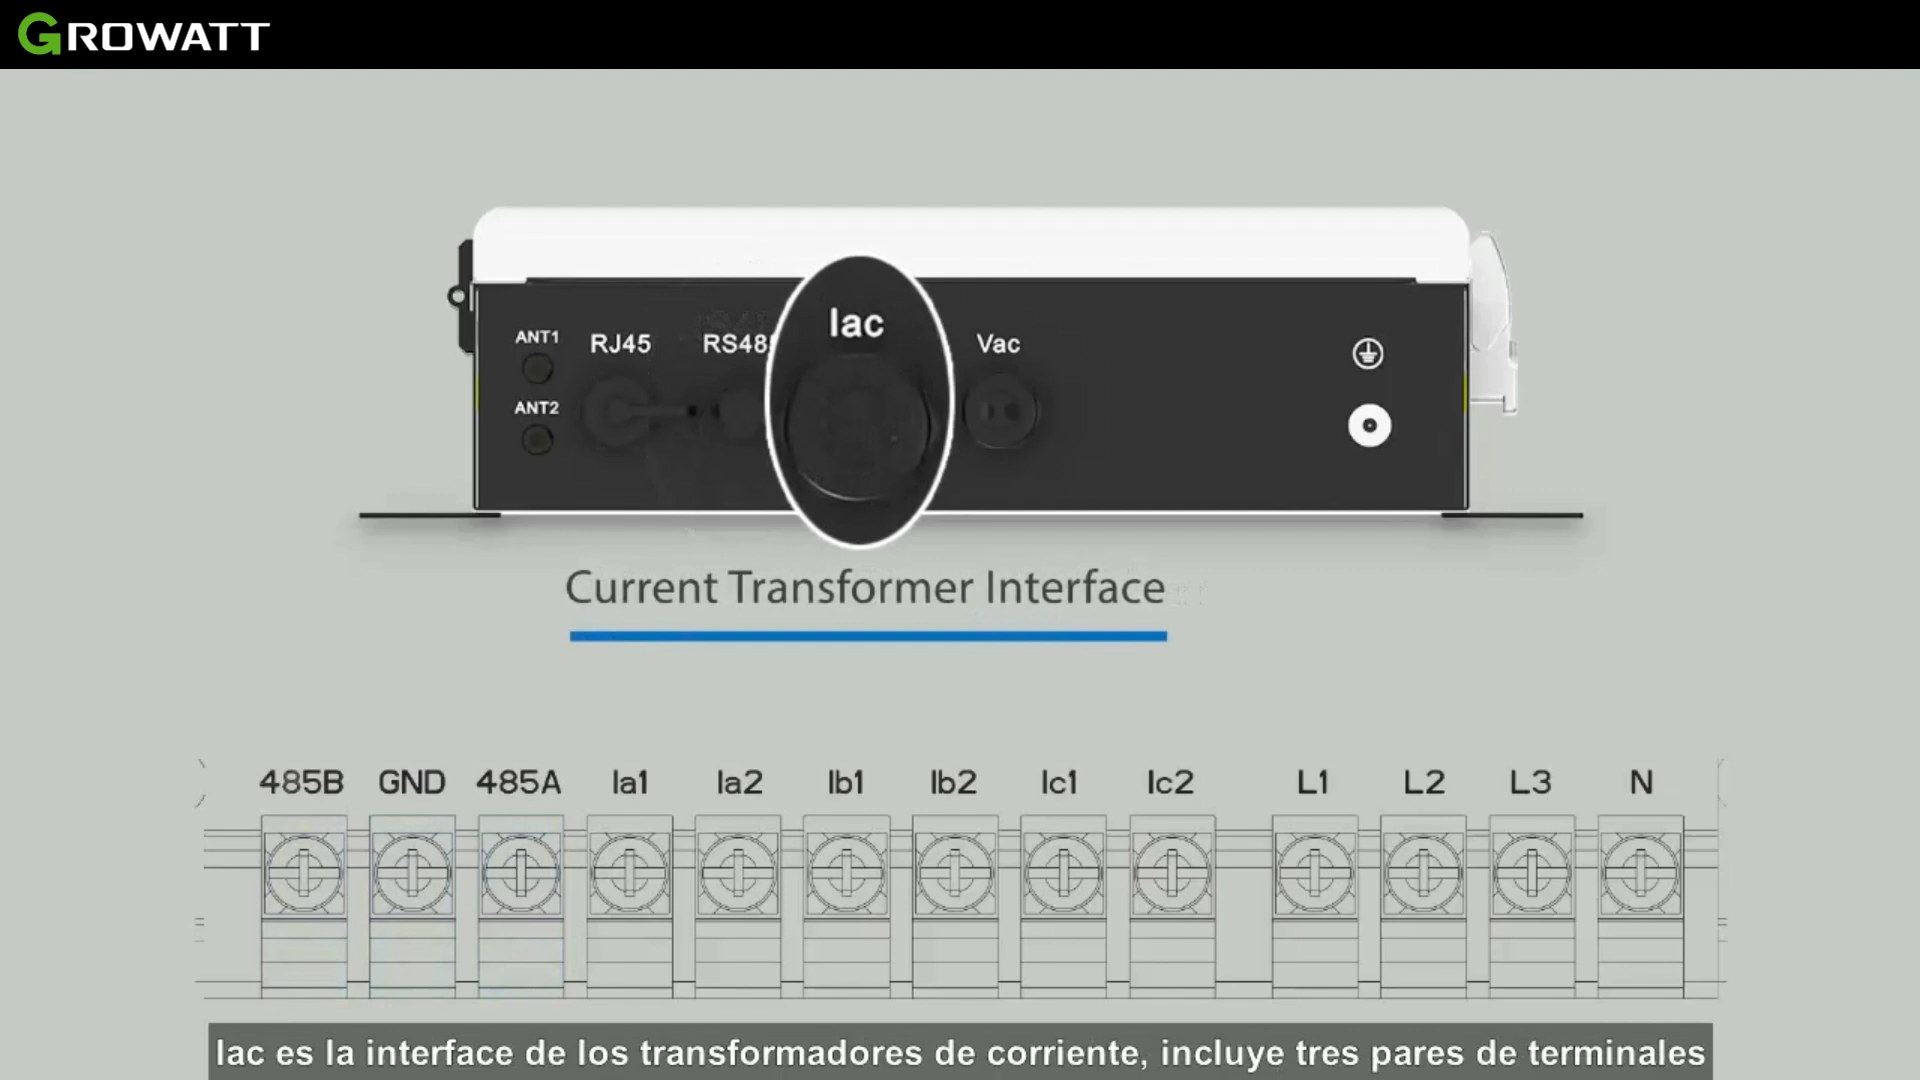 GROWATT
ANT1
RJ45
RS485
Iac
Vac
ANT2
Current Transformer Interface
485B GND 485A Ia1 Ia2 Ib1 Ib2 Ic1 Ic2 L1 L2 L3 N
Iac es la interface de los transformadores de corriente, incluye tres pares de terminales